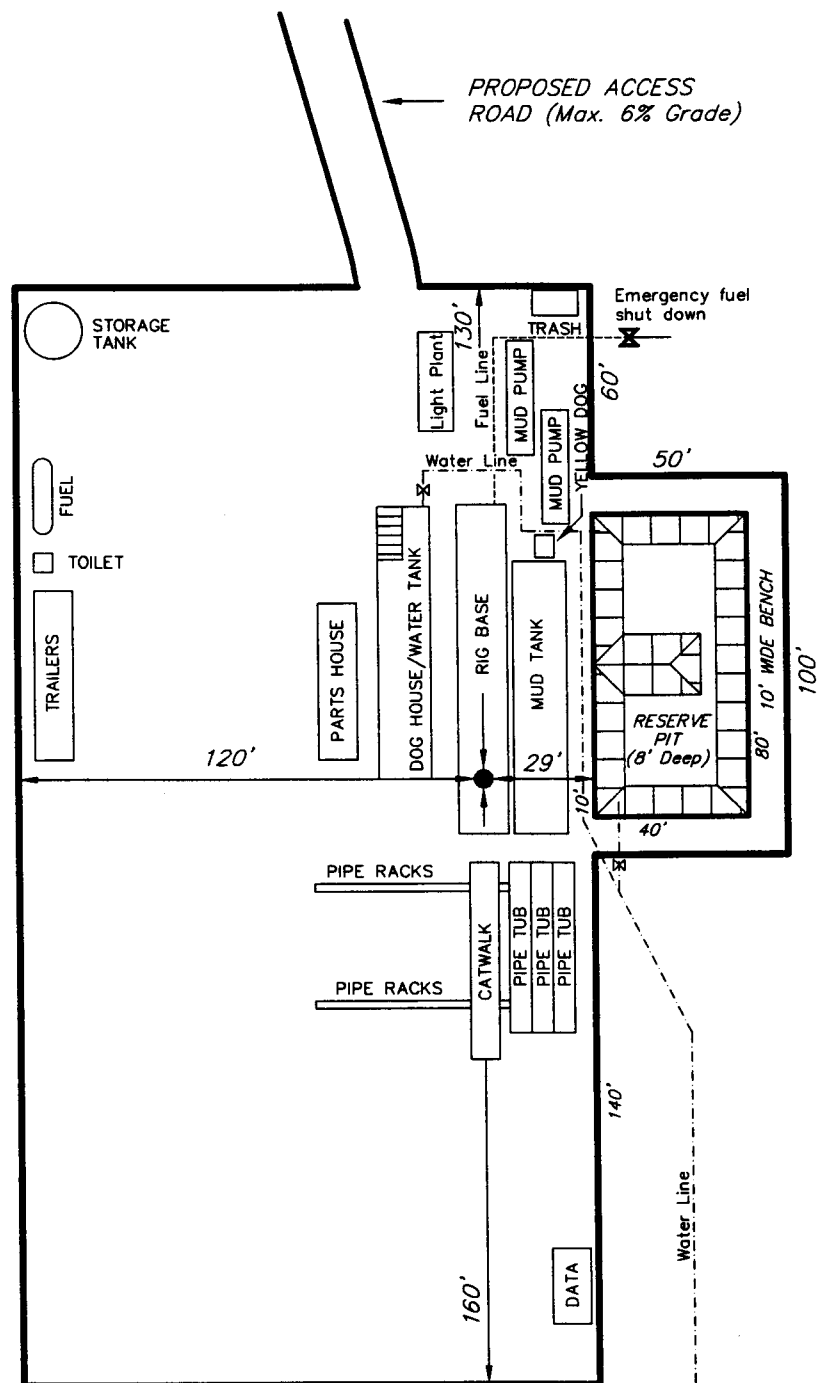 PROPOSED ACCESS
ROAD (Max. 6% Grade)
STORAGE
TANK
Light Plant
130'
Fuel Line
TRASH
Emergency fuel
shut down
MUD PUMP
60'
MUD PUMP
YELLOW DOG
50'
Water Line
FUEL
TOILET
TRAILERS
PARTS HOUSE
DOG HOUSE/WATER TANK
RIG BASE
MUD TANK
RESERVE
PIT
(8' Deep)
80'
10' WIDE BENCH
100'
120'
29'
10'
40'
PIPE RACKS
CATWALK
PIPE TUB
PIPE TUB
PIPE TUB
PIPE RACKS
140'
Water Line
160'
DATA